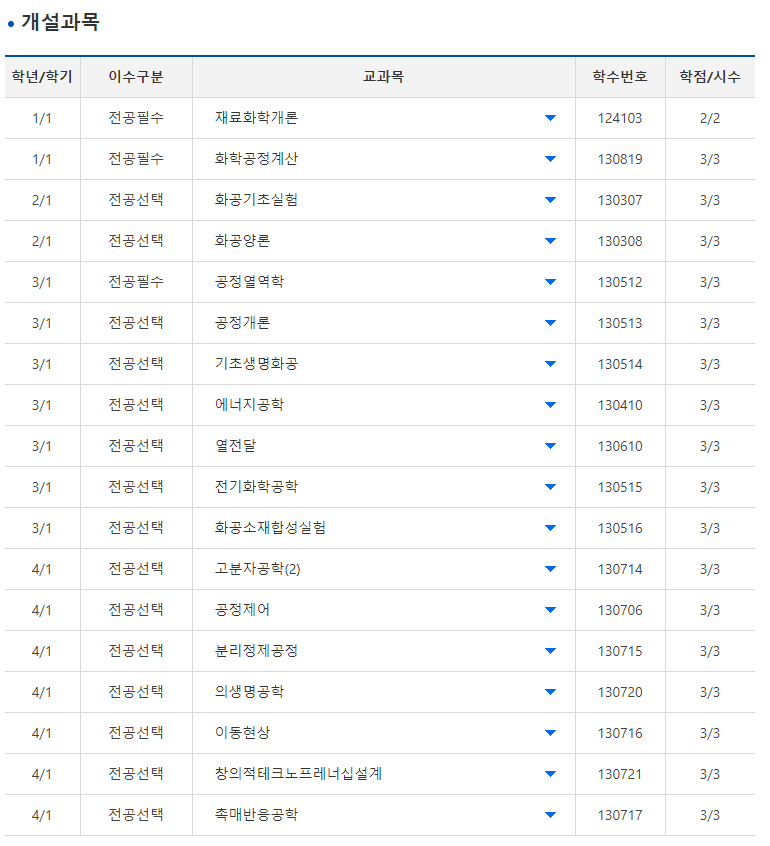 개설과목
학년/학기 이수구분 교과목 학수번호 학점/시수
1/1 전공필수 재료화학개론 124103 2/2
1/1 전공필수 화학공정계산 130819 3/3
2/1 전공선택 화공기초실험 130307 3/3
2/1 전공선택 화공양론 130308 3/3
3/1 전공필수 공정열역학 130512 3/3
3/1 전공선택 공정개론 130513 3/3
3/1 전공선택 기초생명화공 130514 3/3
3/1 전공선택 에너지공학 130410 3/3
3/1 전공선택 열전달 130610 3/3
3/1 전공선택 전기화학공학 130515 3/3
3/1 전공선택 화공소재합성실험 130516 3/3
4/1 전공선택 고분자공학(2) 130714 3/3
4/1 전공선택 공정제어 130706 3/3
4/1 전공선택 분리정제공정 130715 3/3
4/1 전공선택 의생명공학 130720 3/3
4/1 전공선택 이동현상 130716 3/3
4/1 전공선택 창의적테크노프레너십설계 130721 3/3
4/1 전공선택 촉매반응공학 130717 3/3